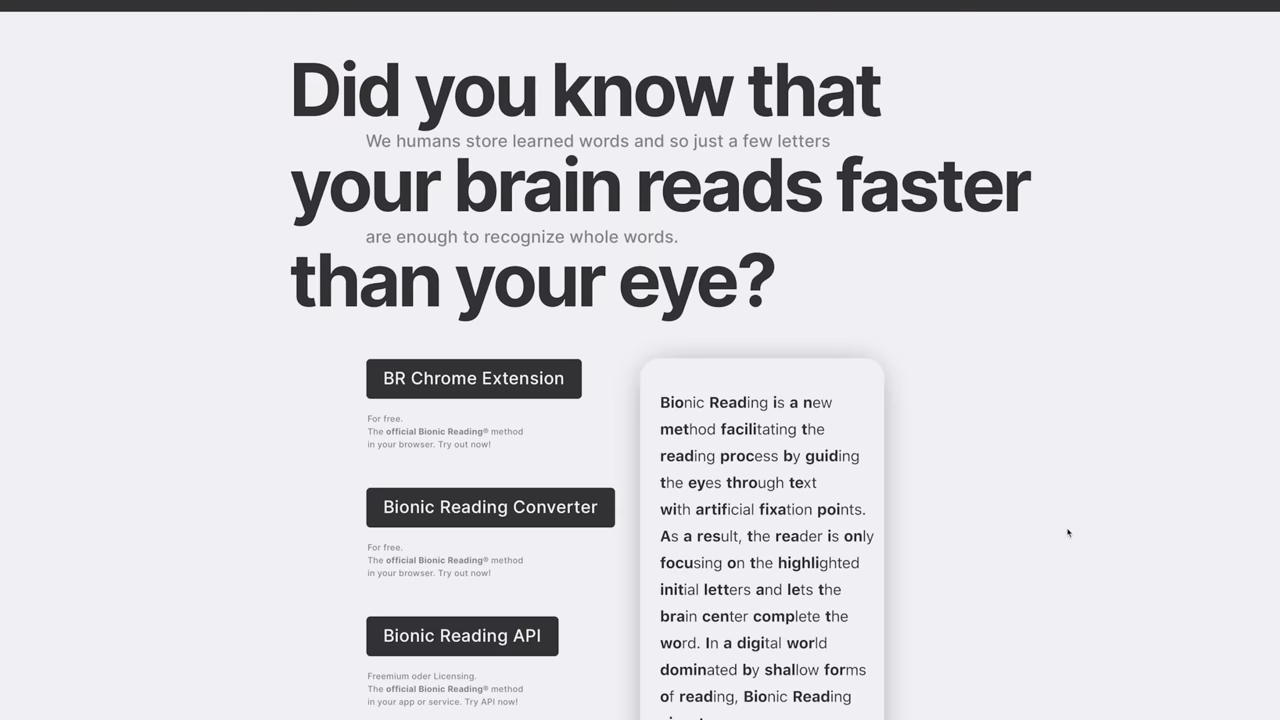 Did you know that
We humans store learned words and so just a few letters
your brain reads faster
are enough to recognize whole words.
than your eye?
BR Chrome Extension
For free.
The official Bionic Reading® method
in your browser. Try out now!
Bionic Reading Converter
For free.
The official Bionic Reading® method
in your browser. Try out now!
Bionic Reading API
Freemium oder Licensing.
The official Bionic Reading® method
in your app or service. Try API now!
Bionic Reading is a new
method facilitating the
reading process by guiding
the eyes through text
with artificial fixation points.
As a result, the reader is only
focusing on the highlighted
initial letters and lets the
brain center complete the
word. In a digital world
dominated by shallow forms
of reading, Bionic Reading